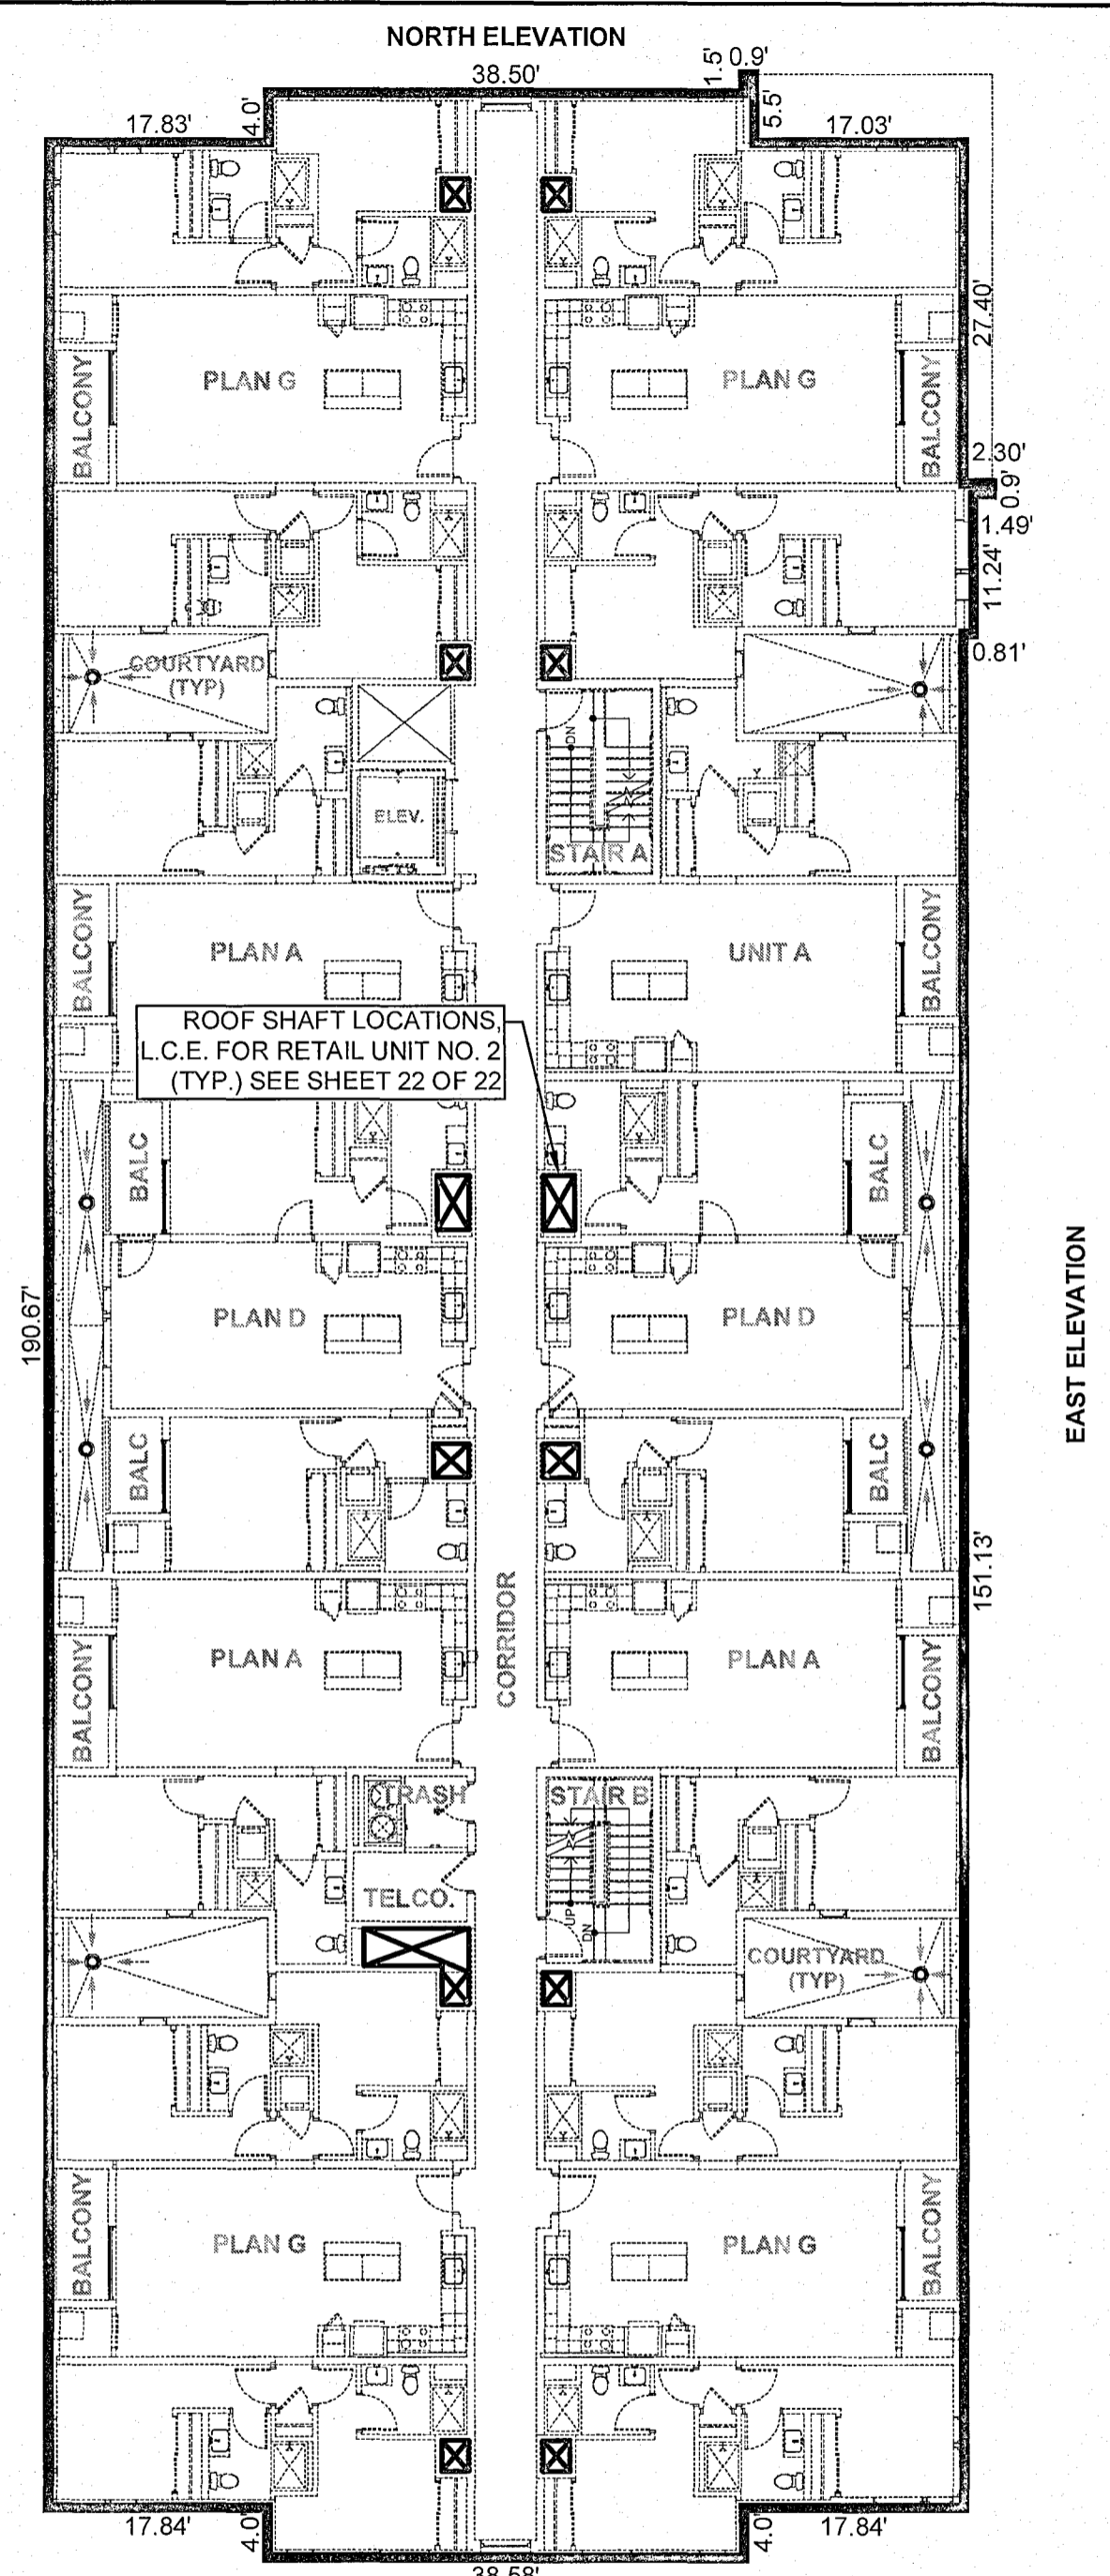 NORTH ELEVATION
38.50'
1.5' 0.9'
17.83'
4.0'
5.5'
17.03'
27.40'
PLAN G
PLAN G
BALCONY
BALCONY
2.30'
0.9'
1.49'
11.24'
0.81'
COURTYARD
(TYP)
DN
ELEV.
STAIR A
BALCONY
PLAN A
UNIT A
BALCONY
ROOF SHAFT LOCATIONS,
L.C.E. FOR RETAIL UNIT NO. 2
(TYP.) SEE SHEET 22 OF 22
BALC
BALC
190.67'
PLAN D
PLAN D
EAST ELEVATION
BALC
BALC
151.13'
CORRIDOR
BALCONY
PLAN A
PLAN A
BALCONY
TRASH
STAIR B
TELCO.
UP
DN
COURTYARD
(TYP)
BALCONY
PLAN G
PLAN G
BALCONY
17.84'
4.0'
4.0'
17.84'
38.58'